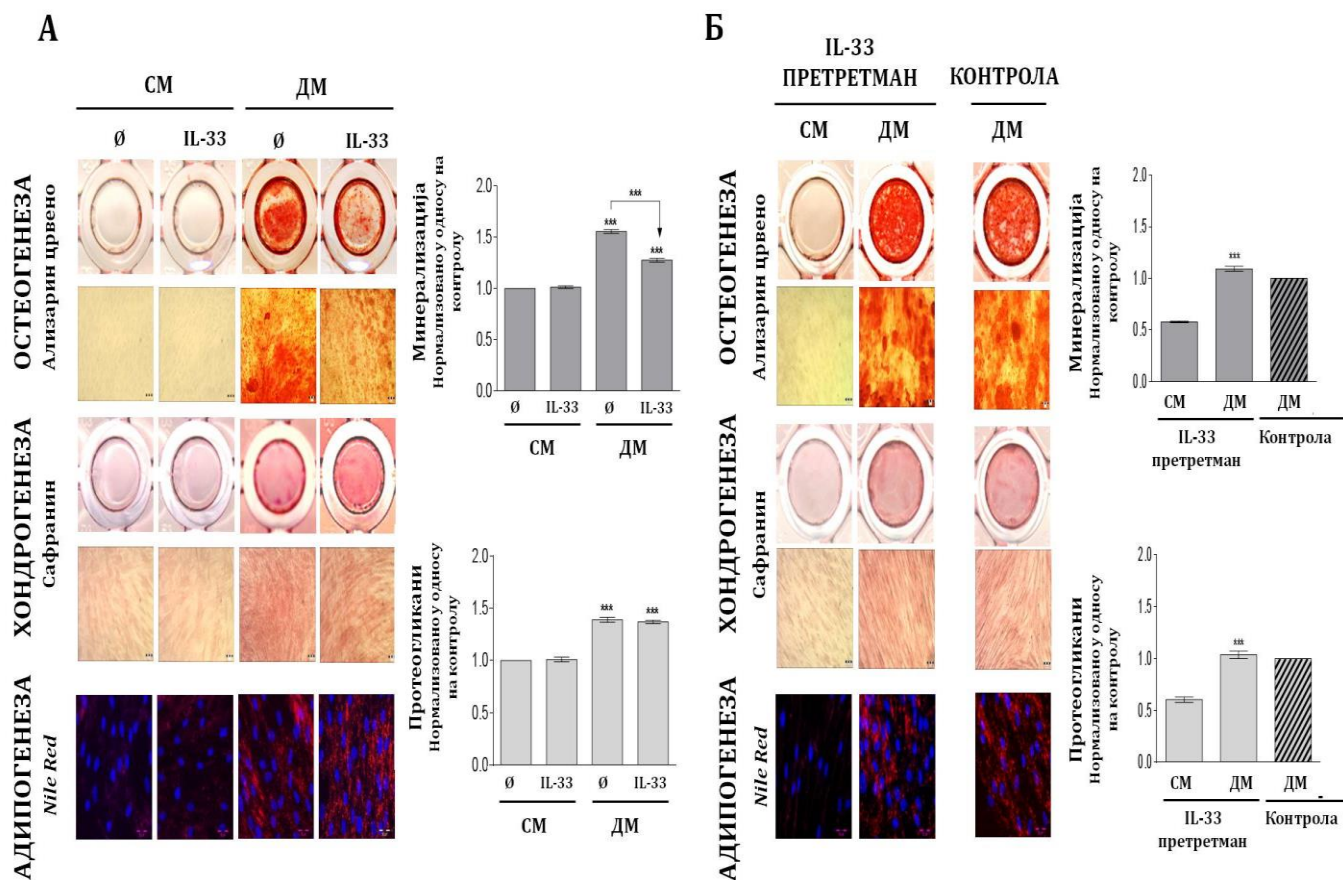 А
СМ
ДМ
Ø
IL-33
Ø
IL-33
ОСТЕОГЕНЕЗА
Ализарин црвено
ХОНДРОГЕНЕЗА
Сафранин
АДИПОГЕНЕЗА
Nile Red
Минерализација
Нормализовано у односу на
контролу
2.0
1.5
1.0
0.5
0.0
***
***
***
Ø
IL-33
Ø
IL-33
СМ
ДМ
Протеогликани
Нормализовано у односу
на контролу
2.0
1.5
1.0
0.5
0.0
***
***
Ø
IL-33
Ø
IL-33
СМ
ДМ
Б
IL-33
ПРЕТРЕТМАН
КОНТРОЛА
СМ
ДМ
ДМ
ОСТЕОГЕНЕЗА
Ализарин црвено
ХОНДРОГЕНЕЗА
Сафранин
АДИПОГЕНЕЗА
Nile Red
Минерализација
Нормализовано у односу на
контролу
2.0
1.5
1.0
0.5
0.0
***
СМ
ДМ
ДМ
IL-33
претретман
Контрола
Протеогликани
Нормализовано у односу
на контролу
2.0
1.5
1.0
0.5
0.0
***
СМ
ДМ
ДМ
IL-33
претретман
Контрола